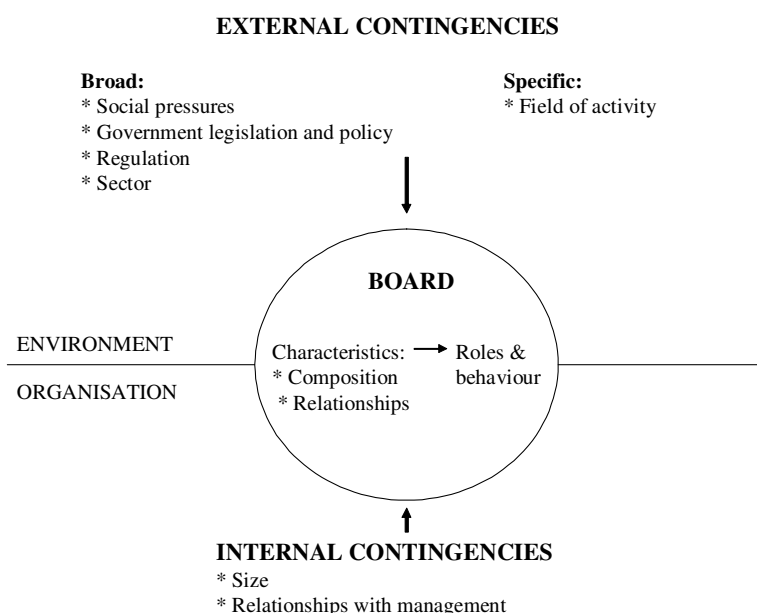 EXTERNAL CONTINGENCIES
Broad:
* Social pressures
* Government legislation and policy
* Regulation
* Sector
Specific:
* Field of activity
BOARD
ENVIRONMENT
ORGANISATION
Characteristics:
* Composition
* Relationships
Roles &
behaviour
INTERNAL CONTINGENCIES
* Size
* Relationships with management